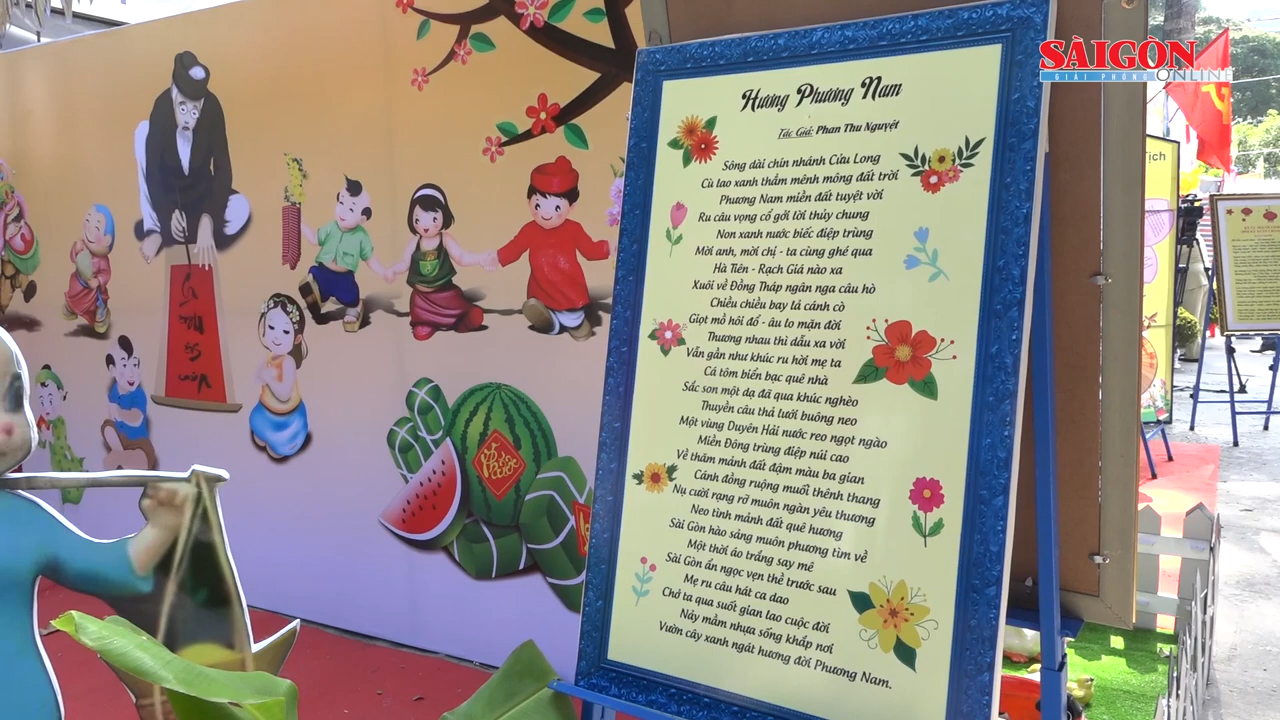 SÀIGÒN
GIẢI PHÓNG ONLINE
Hương Phương Nam
Tác Giả: Phan Thu Nguyệt
Sông dài chín nhánh Cửu Long
Cù lao xanh thắm mênh mông đất trời
Phương Nam miền đất tuyệt vời
Ru câu vọng cổ gởi lời thủy chung
Non xanh nước biếc điệp trùng
Mời anh, mời chị - ta cùng ghé qua
Hà Tiên - Rạch Giá nào xa
Xuôi về Đồng Tháp ngân nga câu hò
Chiều chiều bay lả cánh cò
Giọt mồ hôi đổ - âu lo mặn đời
Thương nhau thì dẫu xa vời
Vẫn gần như khúc ru hời mẹ ta
Cá tôm biển bạc quê nhà
Sắc son một dạ đã qua khúc nghèo
Thuyền câu thả lưới buông neo
Một vùng Duyên Hải nước reo ngọt ngào
Miền Đông trùng điệp núi cao
Về thăm mảnh đất đậm màu ba gian
Cánh đồng ruộng muối thênh thang
Nụ cười rạng rỡ muôn ngàn yêu thương
Neo tình mảnh đất quê hương
Sài Gòn hào sảng muôn phương tìm về
Một thời áo trắng say mê
Sài Gòn ẩn ngọc vẹn thề trước sau
Mẹ ru câu hát ca dao
Chở ta qua suốt gian lao cuộc đời
Nảy mầm nhựa sống khắp nơi
Vườn cây xanh ngát hương đời Phương Nam.
Tịch